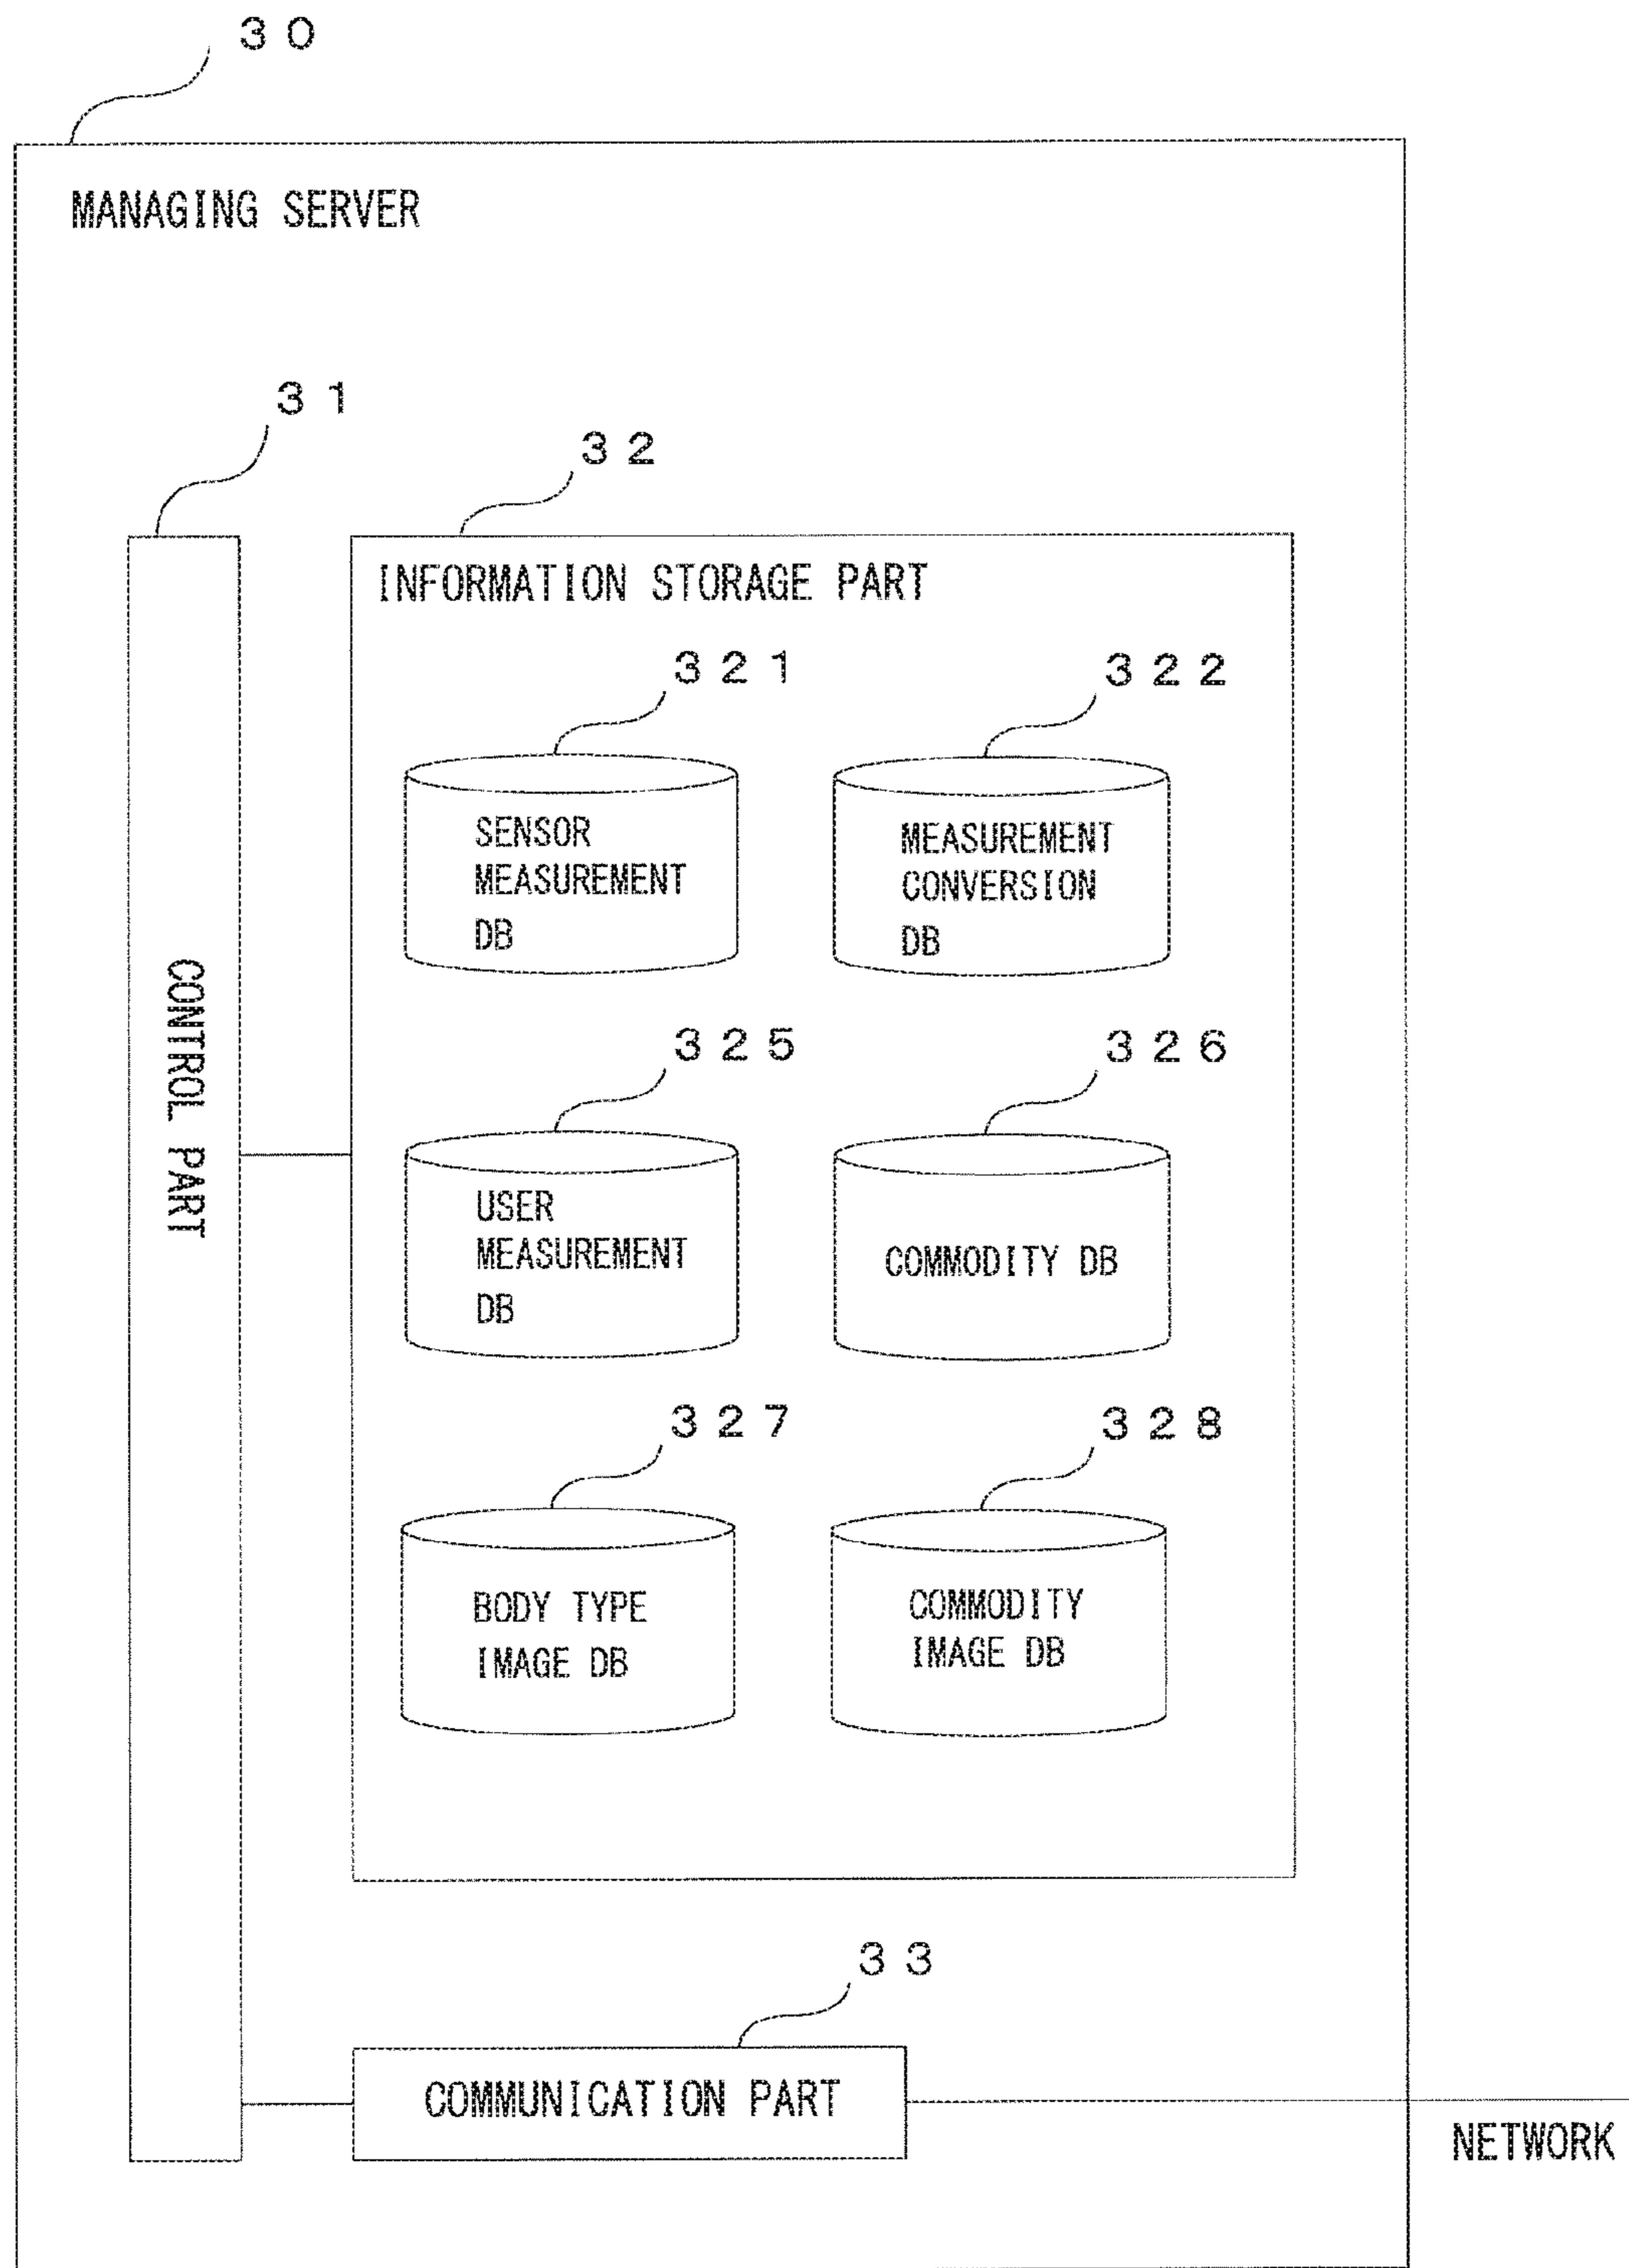 30
MANAGING SERVER
31
32
CONTROL PART
INFORMATION STORAGE PART
321
SENSOR
MEASUREMENT
DB
322
MEASUREMENT
CONVERSION
DB
325
USER
MEASUREMENT
DB
326
COMMODITY DB
327
BODY TYPE
IMAGE DB
328
COMMODITY
IMAGE DB
33
COMMUNICATION PART
NETWORK